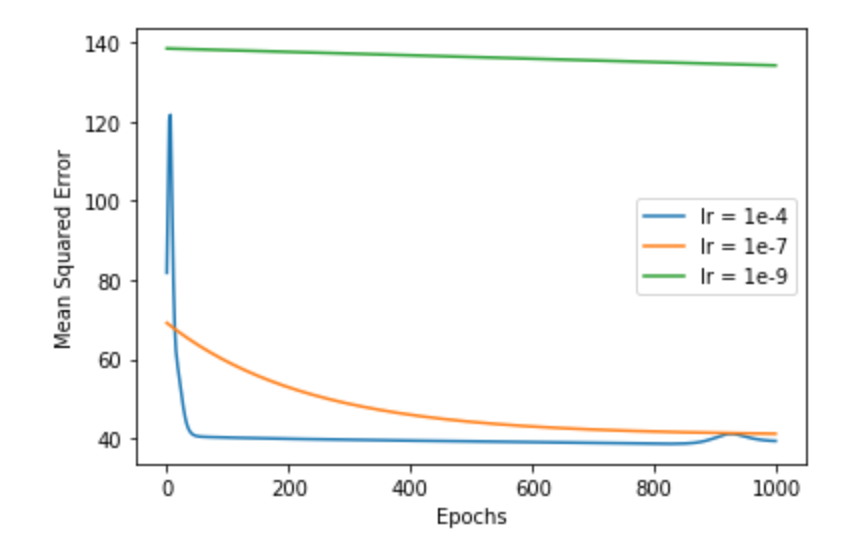 140
120
100
80
60
40
Mean Squared Error
lr = 1e-4
lr = 1e-7
lr = 1e-9
0 200 400 600 800 1000
Epochs